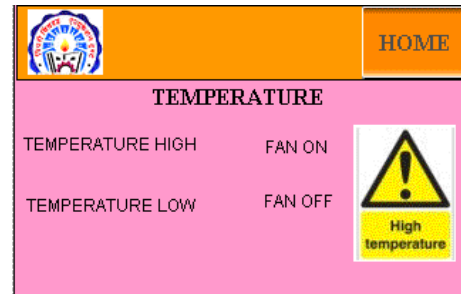 HOME
TEMPERATURE
TEMPERATURE HIGH FAN ON
TEMPERATURE LOW FAN OFF
High
temperature